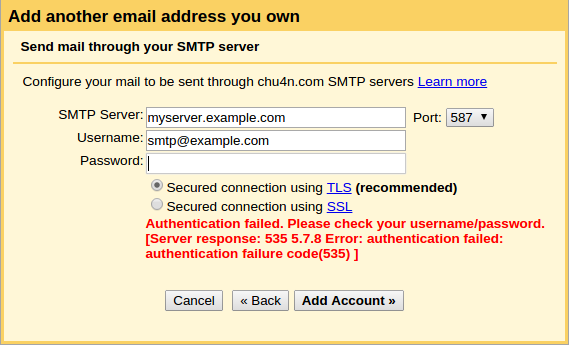 Add another email address you own
Send mail through your SMTP server
Configure your mail to be sent through chu4n.com SMTP servers Learn more
SMTP Server: myserver.example.com Port: 587
Username: smtp@example.com
Password:
Secured connection using TLS (recommended)
Secured connection using SSL
Authentication failed. Please check your username/password.
[Server response: 535 5.7.8 Error: authentication failed:
authentication failure code(535) ]
Cancel « Back Add Account »